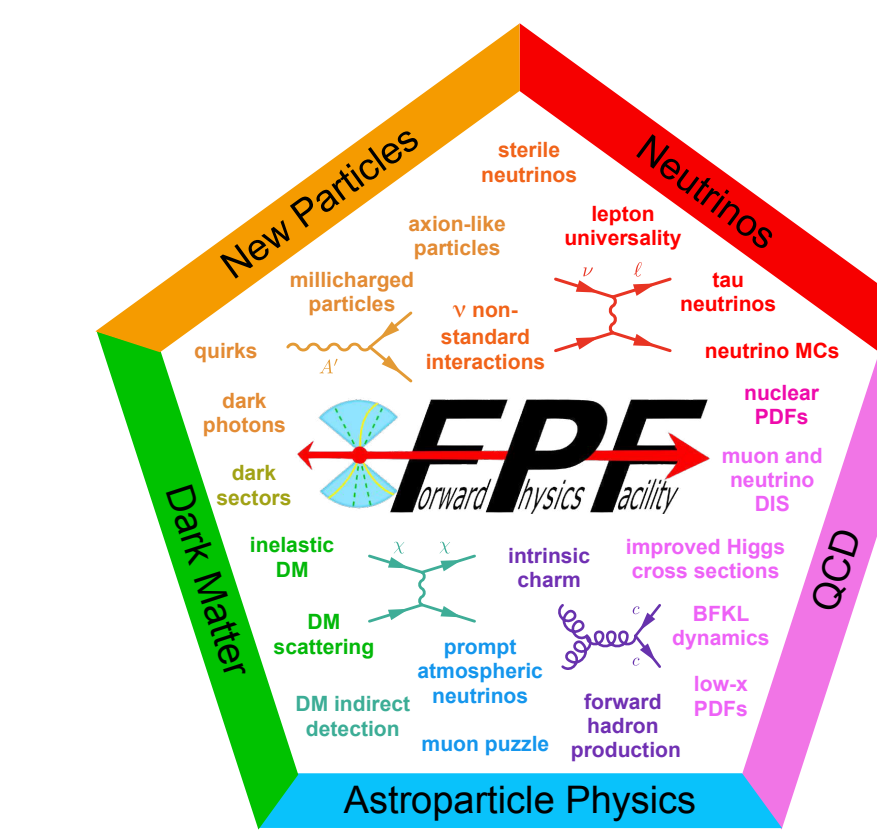 New Particles
Neutrinos
sterile
neutrinos
lepton
universality
axion-like
particles
millicharged
particles
ν
ℓ
tau
neutrinos
ν non-
standard
interactions
quirks
A′
neutrino MCs
dark
photons
nuclear
PDFs
Forward Physics Facility
muon and
neutrino
DIS
dark
sectors
Dark Matter
QCD
inelastic
DM
χ χ
intrinsic
charm
improved Higgs
cross sections
DM
scattering
c
c
BFKL
dynamics
prompt
atmospheric
neutrinos
low-x
PDFs
DM indirect
detection
forward
hadron
production
muon puzzle
Astroparticle Physics